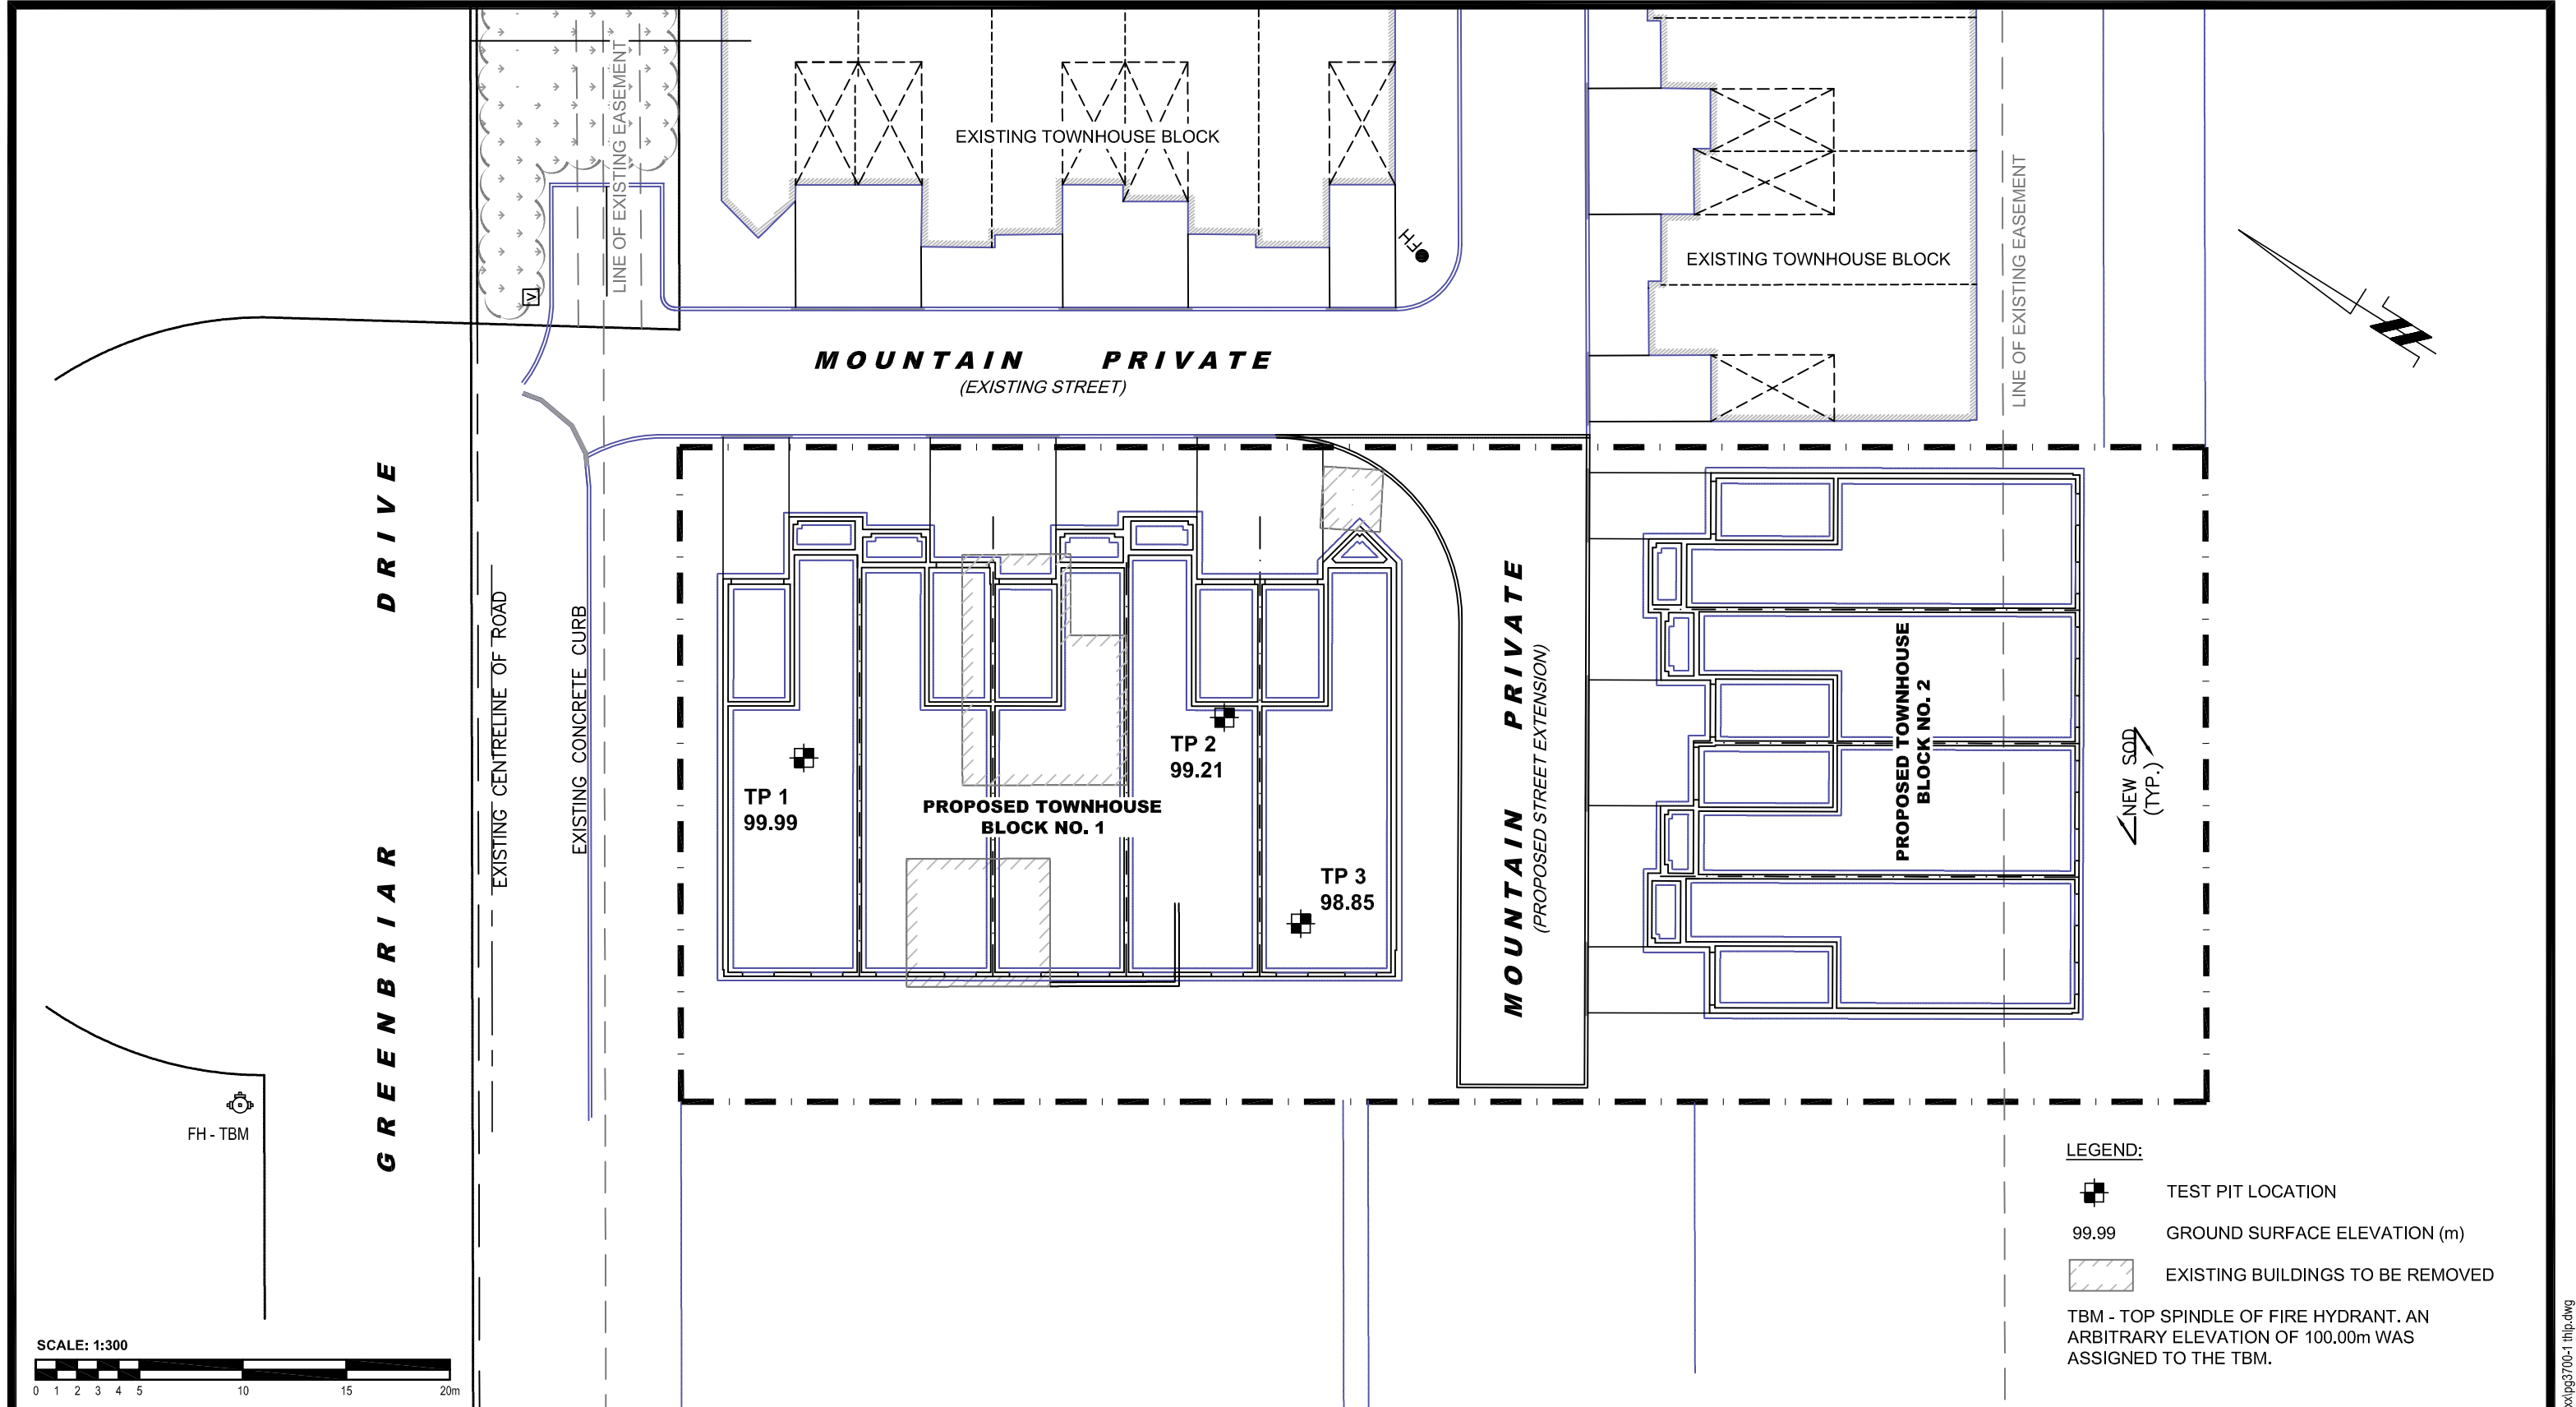 LINE OF EXISTING EASEMENT
EXISTING TOWNHOUSE BLOCK
FH
V
EXISTING TOWNHOUSE BLOCK
LINE OF EXISTING EASEMENT
MOUNTAIN PRIVATE
(EXISTING STREET)
GREENBRIAR DRIVE
EXISTING CENTRELINE OF ROAD
EXISTING CONCRETE CURB
TP 1
99.99
PROPOSED TOWNHOUSE
BLOCK NO. 1
TP 2
99.21
TP 3
98.85
MOUNTAIN PRIVATE
(PROPOSED STREET EXTENSION)
PROPOSED TOWNHOUSE
BLOCK NO. 2
NEW SOD
(TYP.)
FH - TBM
LEGEND:
TEST PIT LOCATION
99.99 GROUND SURFACE ELEVATION (m)
EXISTING BUILDINGS TO BE REMOVED
TBM - TOP SPINDLE OF FIRE HYDRANT. AN
ARBITRARY ELEVATION OF 100.00m WAS
ASSIGNED TO THE TBM.
SCALE: 1:300
0 1 2 3 4 5 10 15 20m